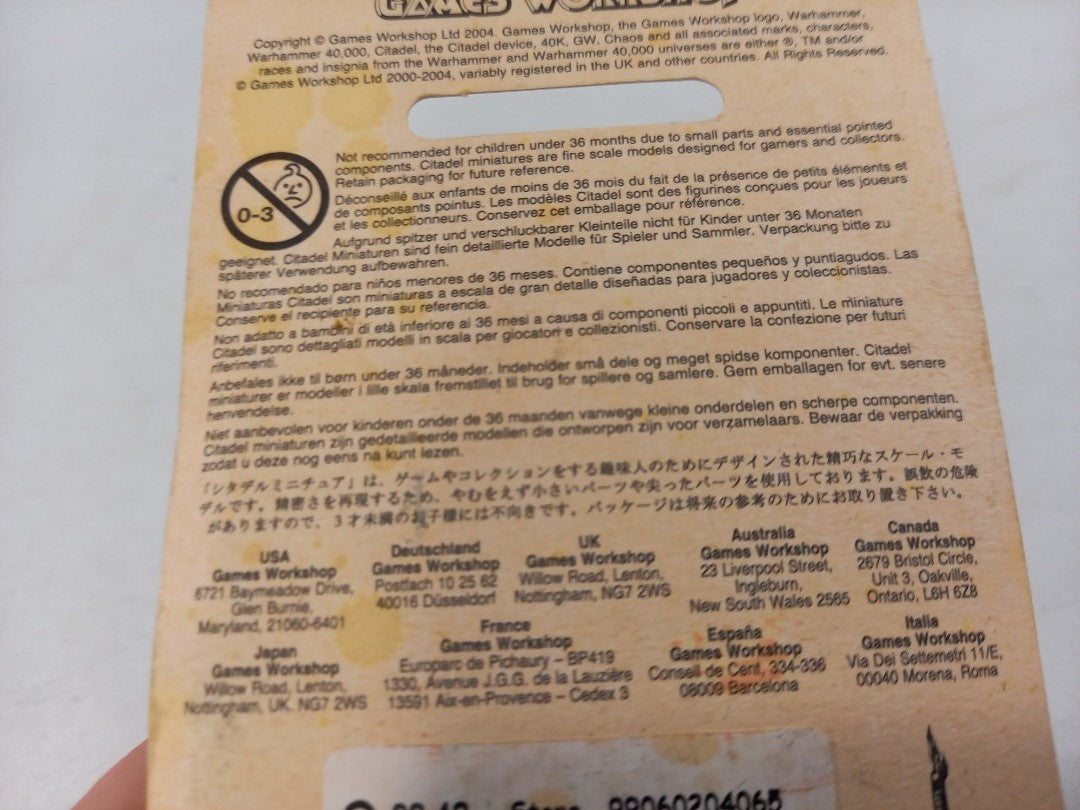 GAMES WORKSHOP
Copyright © Games Workshop Ltd 2004. Games Workshop, the Games Workshop logo, Warhammer,
Warhammer 40,000, Citadel, the Citadel device, 40K, GW, Chaos and all associated marks, characters,
races and insignia from the Warhammer and Warhammer 40,000 universes are either ®, TM and/or
© Games Workshop Ltd 2000-2004, variably registered in the UK and other countries. All Rights Reserved.
0-3
Not recommended for children under 36 months due to small parts and essential pointed
components. Citadel miniatures are fine scale models designed for gamers and collectors.
Retain packaging for future reference.
Déconseillé aux enfants de moins de 36 mois du fait de la présence de petits éléments et
de composants pointus. Les modèles Citadel sont des figurines conçues pour les joueurs
et les collectionneurs. Conservez cet emballage pour référence.
Aufgrund spitzer und verschluckbarer Kleinteile nicht für Kinder unter 36 Monaten
geeignet. Citadel Miniaturen sind fein detaillierte Modelle für Spieler und Sammler. Verpackung bitte zu
späterer Verwendung aufbewahren.
No recomendado para niños menores de 36 meses. Contiene componentes pequeños y puntiagudos. Las
Miniaturas Citadel son miniaturas a escala de gran detalle diseñadas para jugadores y coleccionistas.
Conserve el recipiente para su referencia.
Non adatto a bambini di età inferiore ai 36 mesi a causa di componenti piccoli e appuntiti. Le miniature
Citadel sono dettagliati modelli in scala per giocatori e collezionisti. Conservare la confezione per futuri
riferimenti.
Anbefales ikke til børn under 36 måneder. Indeholder små dele og meget spidse komponenter. Citadel
miniaturer er modeller i lille skala fremstillet til brug for spillere og samlere. Gem emballagen for evt. senere
henvendelse.
Niet aanbevolen voor kinderen onder de 36 maanden vanwege kleine onderdelen en scherpe componenten.
Citadel miniaturen zijn gedetailleerde modellen die ontworpen zijn voor verzamelaars. Bewaar de verpakking
zodat u deze nog eens na kunt lezen.
「シタデルミニチュア」は、ゲームやコレクションをする趣味人のためにデザインされた精巧なスケール・モ
デルです。精密さを再現するため、やむをえず小さいパーツや尖ったパーツを使用しております。誤飲の危険
がありますので、3才未満のお子様には不向きです。パッケージは将来の参考のためにお取り置き下さい。
USA
Games Workshop
6721 Baymeadow Drive,
Glen Burnie,
Maryland, 21060-6401
Deutschland
Games Workshop
Postfach 10 25 62
40016 Düsseldorf
UK
Games Workshop
Willow Road, Lenton,
Nottingham, NG7 2WS
Australia
Games Workshop
23 Liverpool Street,
Ingleburn,
New South Wales 2565
Canada
Games Workshop
2679 Bristol Circle,
Unit 3, Oakville,
Ontario, L6H 6Z8
Japan
Games Workshop
Willow Road, Lenton,
Nottingham, UK. NG7 2WS
France
Games Workshop
Europarc de Pichaury – BP419
1330, Avenue J.G.G. de la Lauzière
13591 Aix-en-Provence – Cedex 3
España
Games Workshop
Consell de Cent, 334-336
08009 Barcelona
Italia
Games Workshop
Via Dei Settemetri 11/E,
00040 Morena, Roma
99060204065